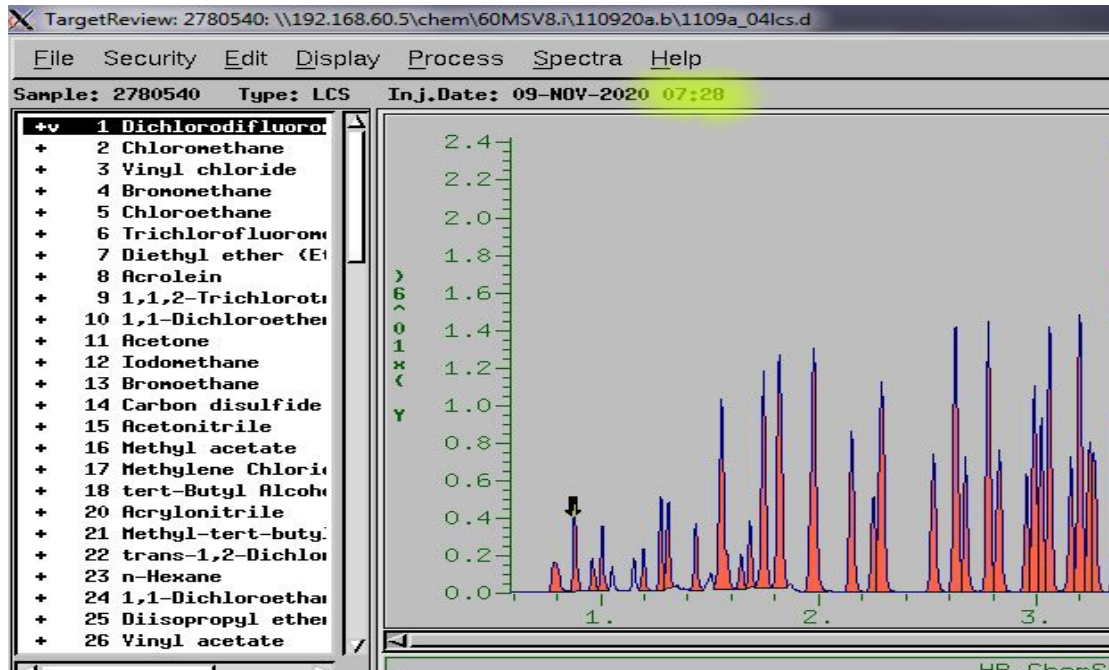 TargetReview: 2780540: \\192.168.60.5\chem\60MSV8.i\110920a.b\1109a_04lcs.d
File Security Edit Display Process Spectra Help
Sample: 2780540 Type: LCS Inj.Date: 09-NOV-2020 07:28
+v 1 Dichlorodifluoro
+ 2 Chloromethane
+ 3 Vinyl chloride
+ 4 Bromomethane
+ 5 Chloroethane
+ 6 Trichlorofluorom
+ 7 Diethyl ether (Et
+ 8 Acrolein
+ 9 1,1,2-Trichlorotr
+ 10 1,1-Dichloroethe
+ 11 Acetone
+ 12 Iodomethane
+ 13 Bromoethane
+ 14 Carbon disulfide
+ 15 Acetonitrile
+ 16 Methyl acetate
+ 17 Methylene Chlori
+ 18 tert-Butyl Alcoh
+ 20 Acrylonitrile
+ 21 Methyl-tert-buty
+ 22 trans-1,2-Dichlo
+ 23 n-Hexane
+ 24 1,1-Dichloroetha
+ 25 Diisopropyl ethe
+ 26 Vinyl acetate
Y (x10^6)
2.4
2.2
2.0
1.8
1.6
1.4
1.2
1.0
0.8
0.6
0.4
0.2
0.0
1. 2. 3.